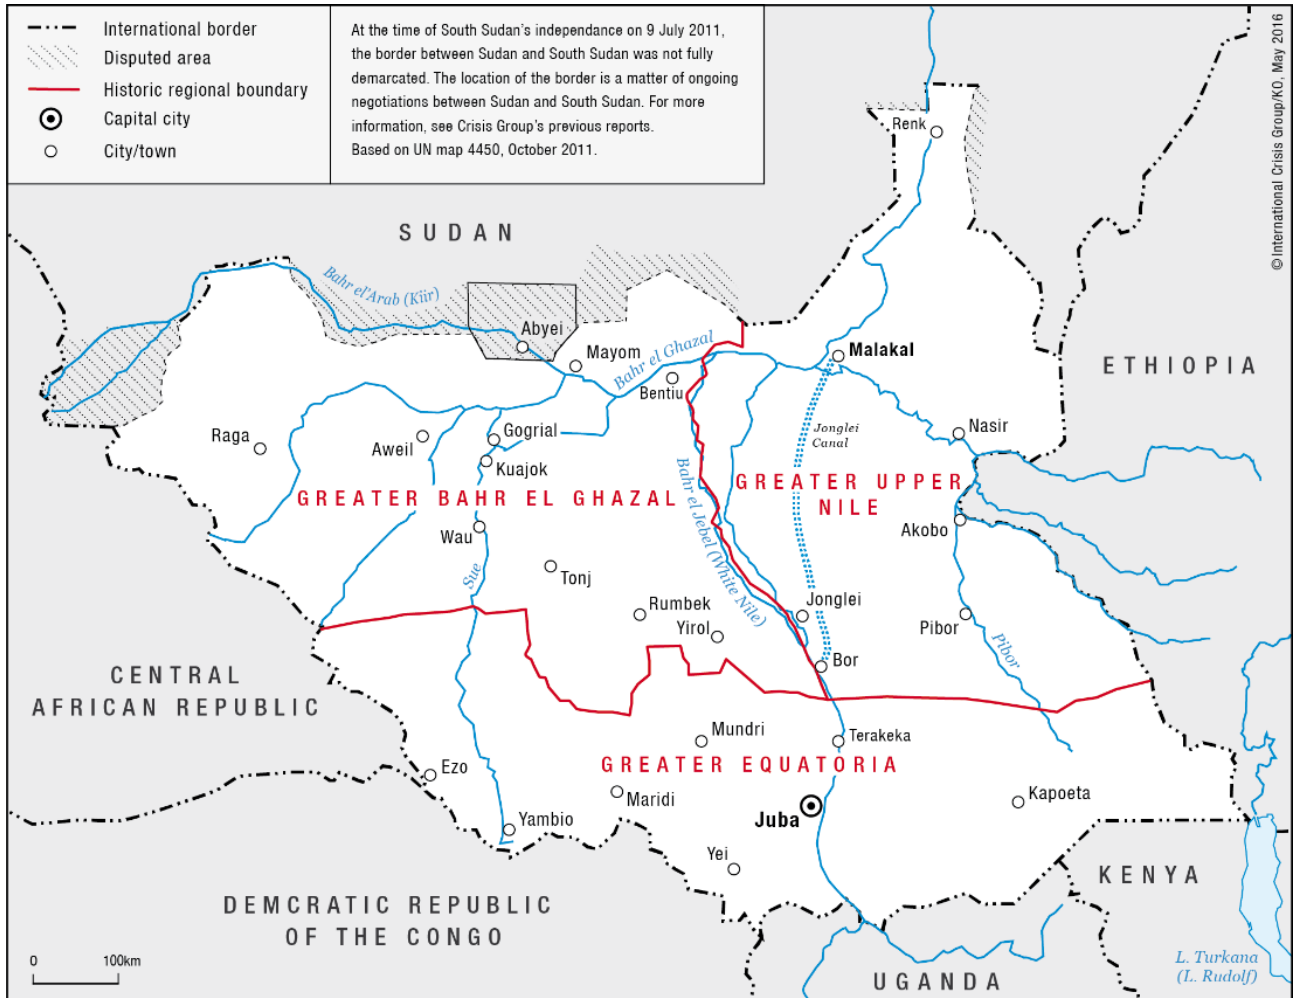 International border
Disputed area
Historic regional boundary
Capital city
City/town
At the time of South Sudan's independence on 9 July 2011,
the border between Sudan and South Sudan was not fully
demarcated. The location of the border is a matter of ongoing
negotiations between Sudan and South Sudan. For more
information, see Crisis Group's previous reports.
Based on UN map 4450, October 2011.
© International Crisis Group/KO, May 2016
Renk
SUDAN
Bahr el'Arab (Kiir)
Abyei
Mayom
Bahr el Ghazal
Bentiu
Malakal
ETHIOPIA
Raga
Aweil
Gogrial
Kuajok
Jonglei
Canal
Nasir
GREATER BAHR EL GHAZAL
GREATER UPPER
NILE
Bahr el Jebel (White Nile)
Wau
Akobo
Sue
Tonj
Rumbek
Yirol
Jonglei
Pibor
Pibor
Bor
CENTRAL
AFRICAN REPUBLIC
Mundri
Terakeka
GREATER EQUATORIA
Ezo
Maridi
Kapoeta
Yambio
Juba
Yei
KENYA
DEMCRATIC REPUBLIC
OF THE CONGO
UGANDA
L. Turkana
(L. Rudolf)
0 100km